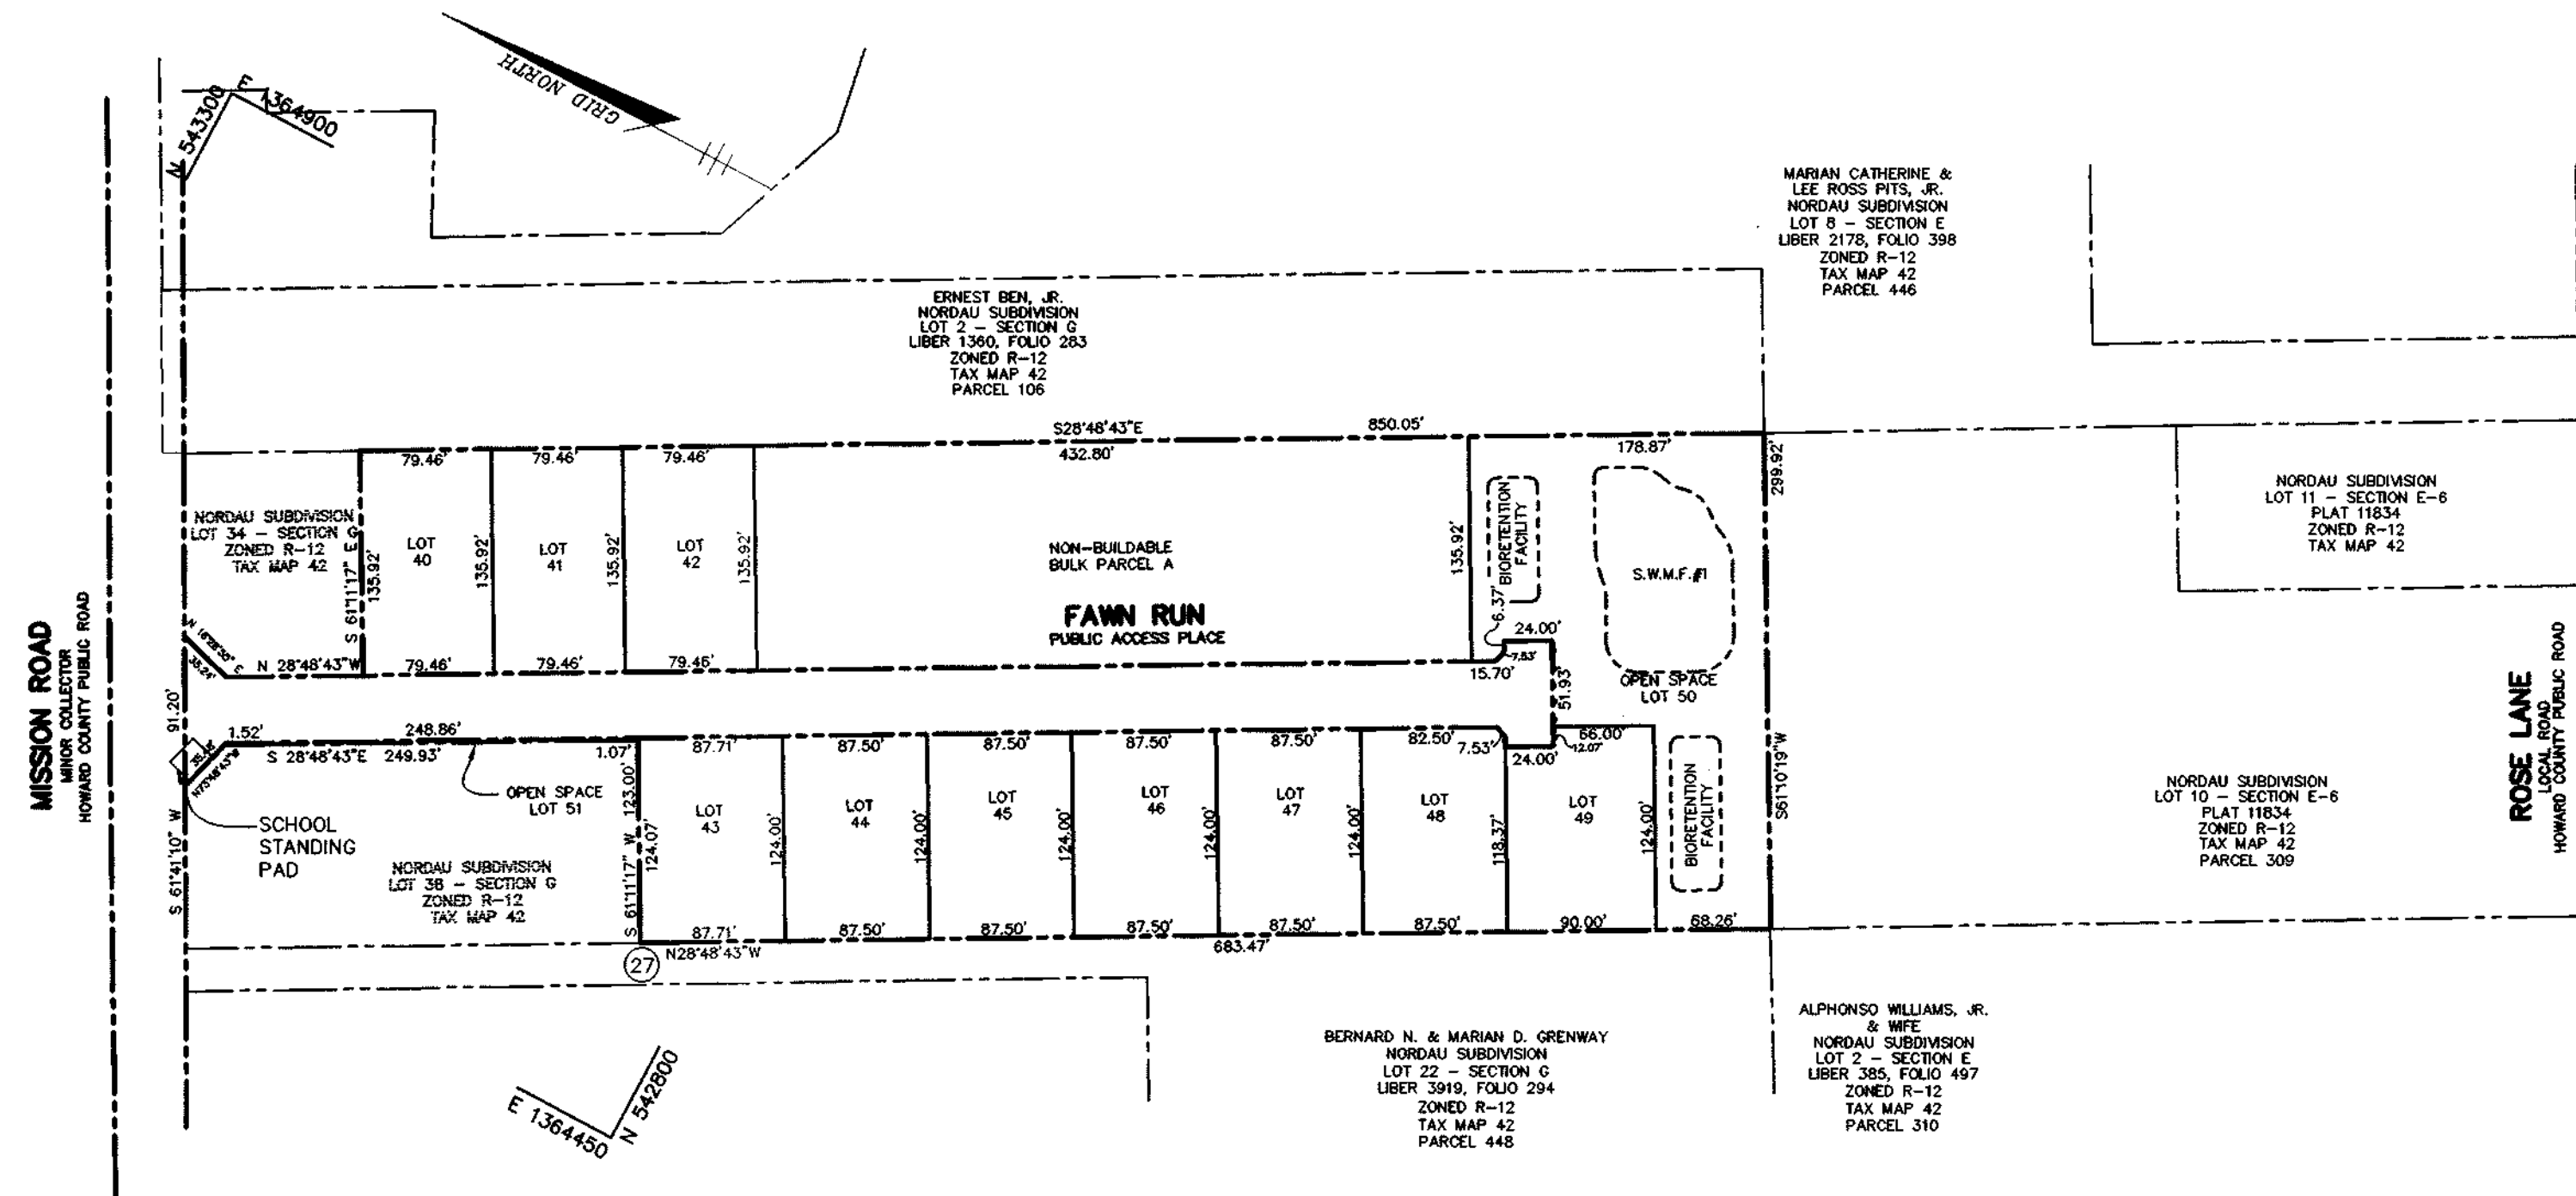 GRID NORTH
N 543300
E 1364900
MARIAN CATHERINE &
LEE ROSS PITS, JR.
NORDAU SUBDIVISION
LOT 8 – SECTION E
LIBER 2178, FOLIO 398
ZONED R-12
TAX MAP 42
PARCEL 446
ERNEST BEN, JR.
NORDAU SUBDIVISION
LOT 2 – SECTION G
LIBER 1360, FOLIO 283
ZONED R-12
TAX MAP 42
PARCEL 106
S28°48'43"E 850.05'
79.46' 79.46' 79.46' 432.80' 178.87'
299.92'
NORDAU SUBDIVISION
LOT 34 – SECTION G
ZONED R-12
TAX MAP 42
S 61°11'17" E
135.92'
LOT
40
135.92'
LOT
41
135.92'
LOT
42
135.92'
NON-BUILDABLE
BULK PARCEL A
135.92'
BIORETENTION
FACILITY
S.W.M.F.#1
NORDAU SUBDIVISION
LOT 11 – SECTION E-6
PLAT 11834
ZONED R-12
TAX MAP 42
FAWN RUN
PUBLIC ACCESS PLACE
6.37'
24.00'
7.53'
15.70'
51.93'
OPEN SPACE
LOT 50
MISSION ROAD
MINOR COLLECTOR
HOWARD COUNTY PUBLIC ROAD
35.24'
N 28°48'43"W 79.46' 79.46' 79.46'
91.20'
1.52' 248.86'
S 28°48'43"E 249.93' 1.07'
N73°48'43"W
OPEN SPACE
LOT 51
SCHOOL
STANDING
PAD
S 61°41'10" W
NORDAU SUBDIVISION
LOT 38 – SECTION G
ZONED R-12
TAX MAP 42
S 61°11'17" W 123.00'
124.07'
87.71' 87.50' 87.50' 87.50' 87.50' 82.50' 7.53' 24.00' 12.07' 66.00'
LOT
43
124.00'
LOT
44
124.00'
LOT
45
124.00'
LOT
46
124.00'
LOT
47
124.00'
LOT
48
118.37'
LOT
49
124.00'
BIORETENTION
FACILITY
S61°10'19"W
87.71' 87.50' 87.50' 87.50' 87.50' 87.50' 90.00' 68.26'
27
N28°48'43"W 683.47'
NORDAU SUBDIVISION
LOT 10 – SECTION E-6
PLAT 11834
ZONED R-12
TAX MAP 42
PARCEL 309
ROSE LANE
LOCAL ROAD
HOWARD COUNTY PUBLIC ROAD
E 1364450
N 542800
BERNARD N. & MARIAN D. GRENWAY
NORDAU SUBDIVISION
LOT 22 – SECTION G
LIBER 3919, FOLIO 294
ZONED R-12
TAX MAP 42
PARCEL 448
ALPHONSO WILLIAMS, JR.
& WIFE
NORDAU SUBDIVISION
LOT 2 – SECTION E
LIBER 385, FOLIO 497
ZONED R-12
TAX MAP 42
PARCEL 310